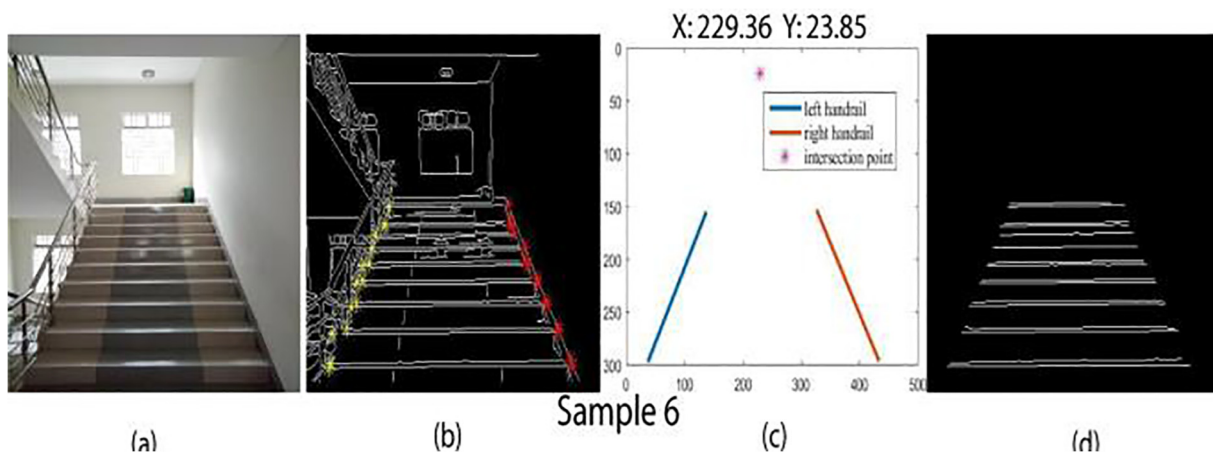 X: 229.36 Y: 23.85
0
50
100
150
200
250
300
0
100
200
300
400
500
left handrail
right handrail
intersection point
Sample 6
(a)
(b)
(c)
(d)